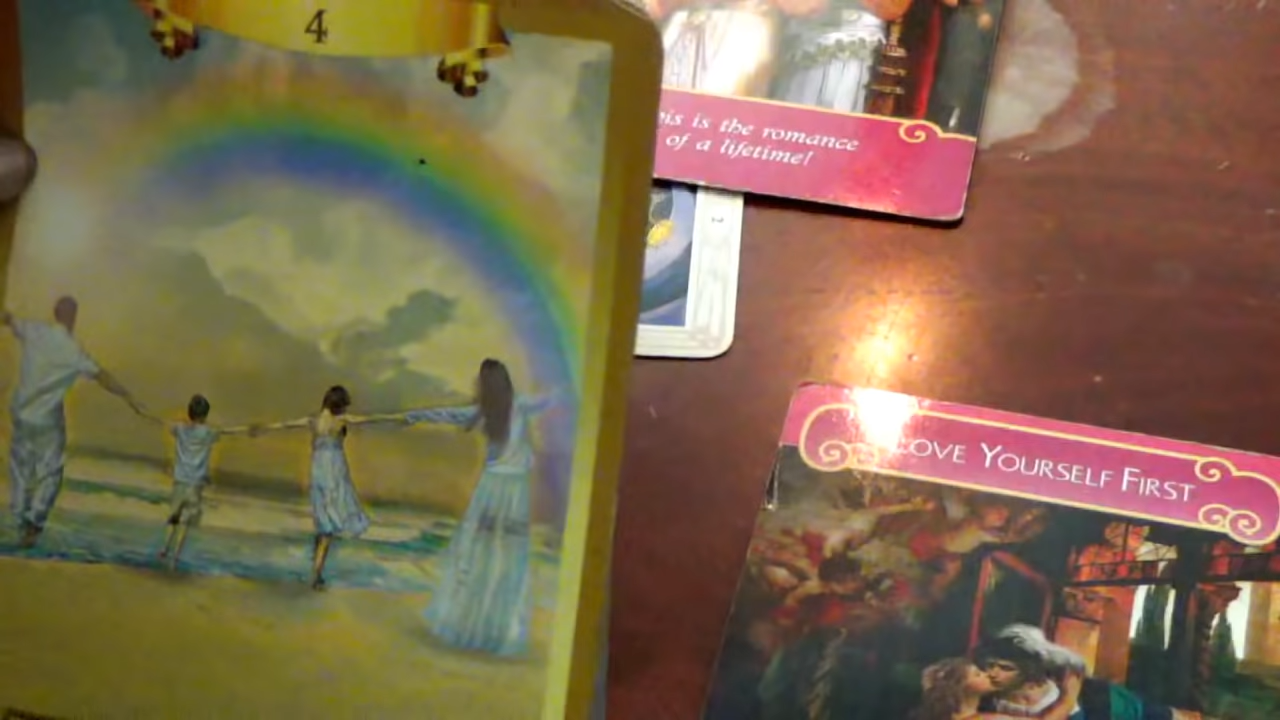 4
is is the romance
of a lifetime!
LOVE YOURSELF FIRST